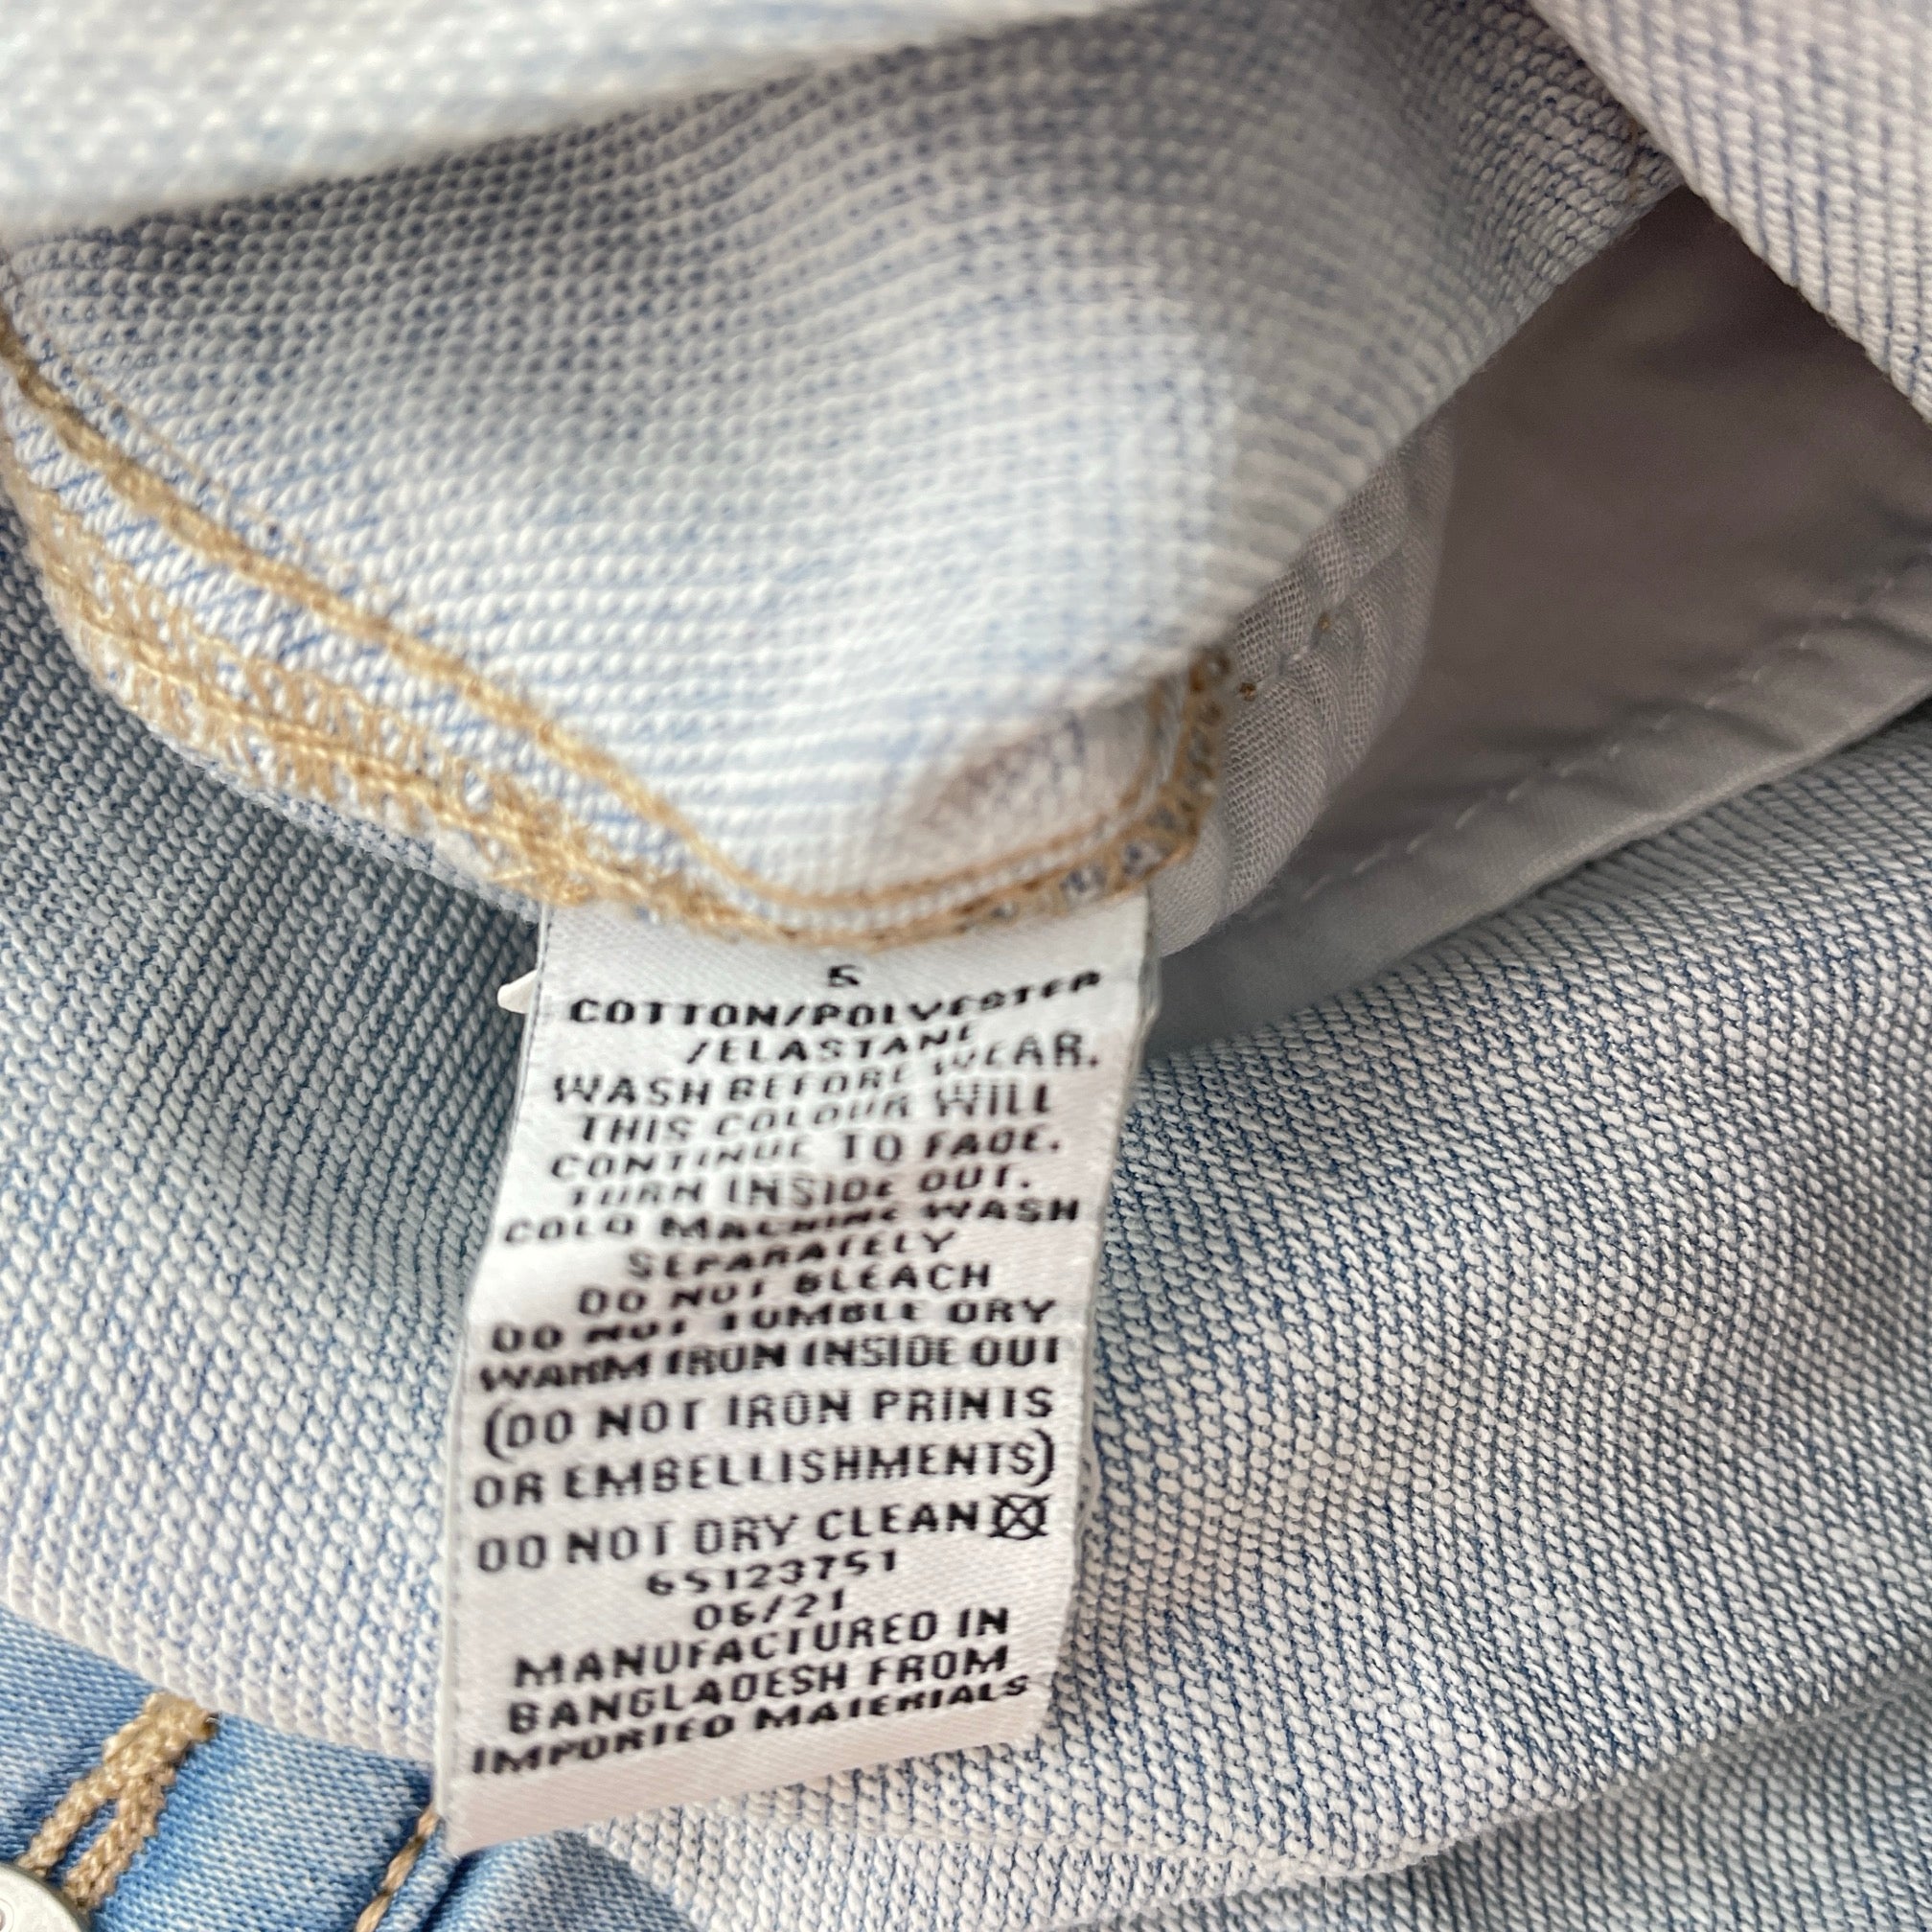 5
COTTON/POLYESTER
/ELASTANE
WASH BEFORE WEAR.
THIS COLOUR WILL
CONTINUE TO FADE.
TURN INSIDE OUT.
COLD MACHINE WASH
SEPARATELY
DO NOT BLEACH
DO NOT TUMBLE DRY
WARM IRON INSIDE OUT
(DO NOT IRON PRINTS
OR EMBELLISHMENTS)
DO NOT DRY CLEAN
65123751
06/21
MANUFACTURED IN
BANGLADESH FROM
IMPORTED MATERIALS